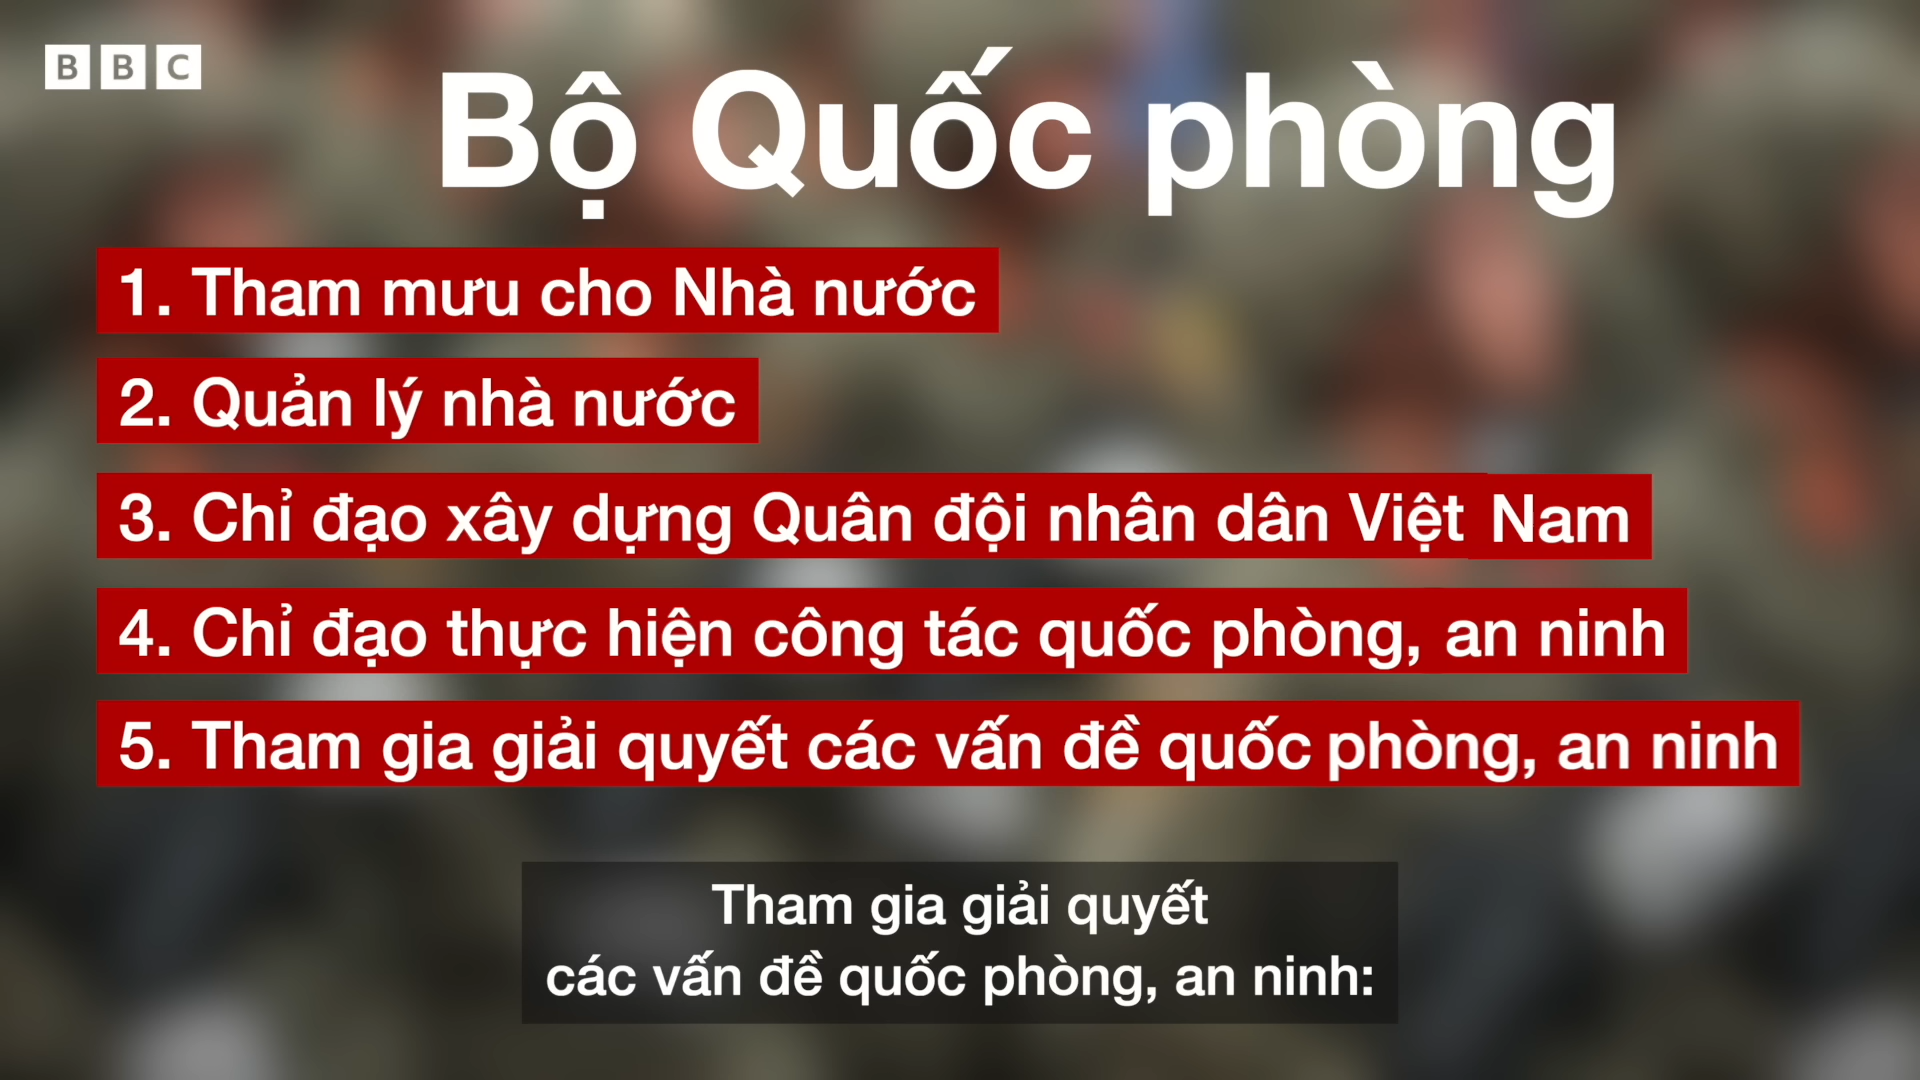 BBC
Bộ Quốc phòng
1. Tham mưu cho Nhà nước
2. Quản lý nhà nước
3. Chỉ đạo xây dựng Quân đội nhân dân Việt Nam
4. Chỉ đạo thực hiện công tác quốc phòng, an ninh
5. Tham gia giải quyết các vấn đề quốc phòng, an ninh
Tham gia giải quyết
các vấn đề quốc phòng, an ninh: